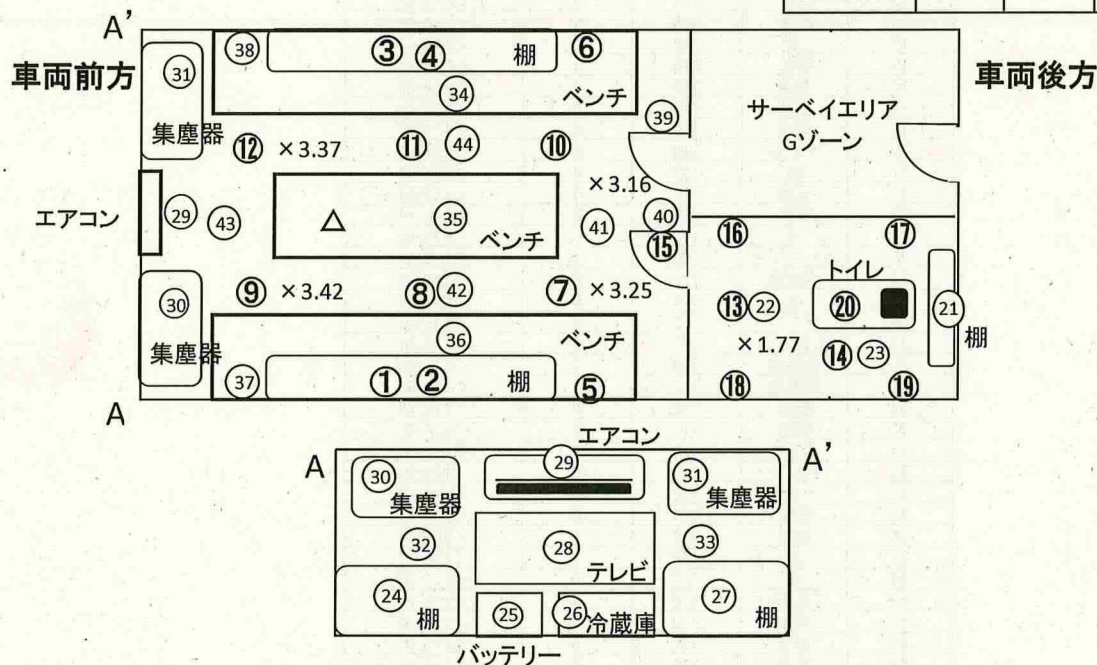 A'
車両前方
車両後方
㊳ ③ ④ 棚 ⑥
㉛
㉞
ベンチ
集塵器
㊴
サーベイエリア
Gゾーン
⑫ ×3.37 ⑪ ㊹ ⑩
×3.16
エアコン
㉙ ㊸ △ ㉟ ㊶ ㊵
ベンチ
⑮ ⑯ ⑰
トイレ
⑨ ×3.42 ⑧ ㊷ ⑦ ×3.25
⑬ ㉒ ⑳ ㉑
㉚
集塵器
㊱
ベンチ
×1.77 ⑭ ㉓
棚
㊲ ① ② 棚 ⑤
⑱ ⑲
A
エアコン
A A'
㉚ ㉙ ㉛
集塵器 集塵器
㉜ ㉘ ㉝
テレビ
㉔ ㉕ ㉖ 冷蔵庫 ㉗
棚 棚
バッテリー